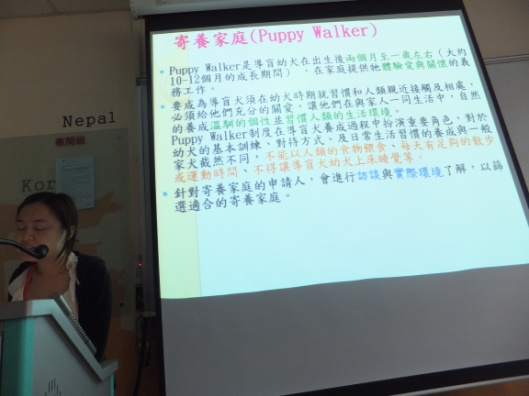 寄養家庭(Puppy Walker)
• Puppy Walker是導盲幼犬在出生後兩個月至一歲左右(大約
10-12個月的成長期間),在家庭提供牠體驗愛與關懷的義
務工作。
• 要成為導盲犬須在幼犬時期就習慣和人類親近接觸及相處,
必須給他們充分的關愛,讓他們在與家人一同生活中,自然
的養成溫馴的個性並習慣人類的生活環境。
Puppy Walker制度在導盲犬養成過程中扮演重要角色,對於
幼犬的基本訓練、對待方式、及日常生活習慣的養成與一般
家犬截然不同,不能以人類的食物餵食、每天有足夠的散步
或運動時間、不得讓導盲幼犬上床睡覺等。
• 針對寄養家庭的申請人,會進行訪談與實際環境了解,以篩
選適合的寄養家庭。
Nepal
Kor